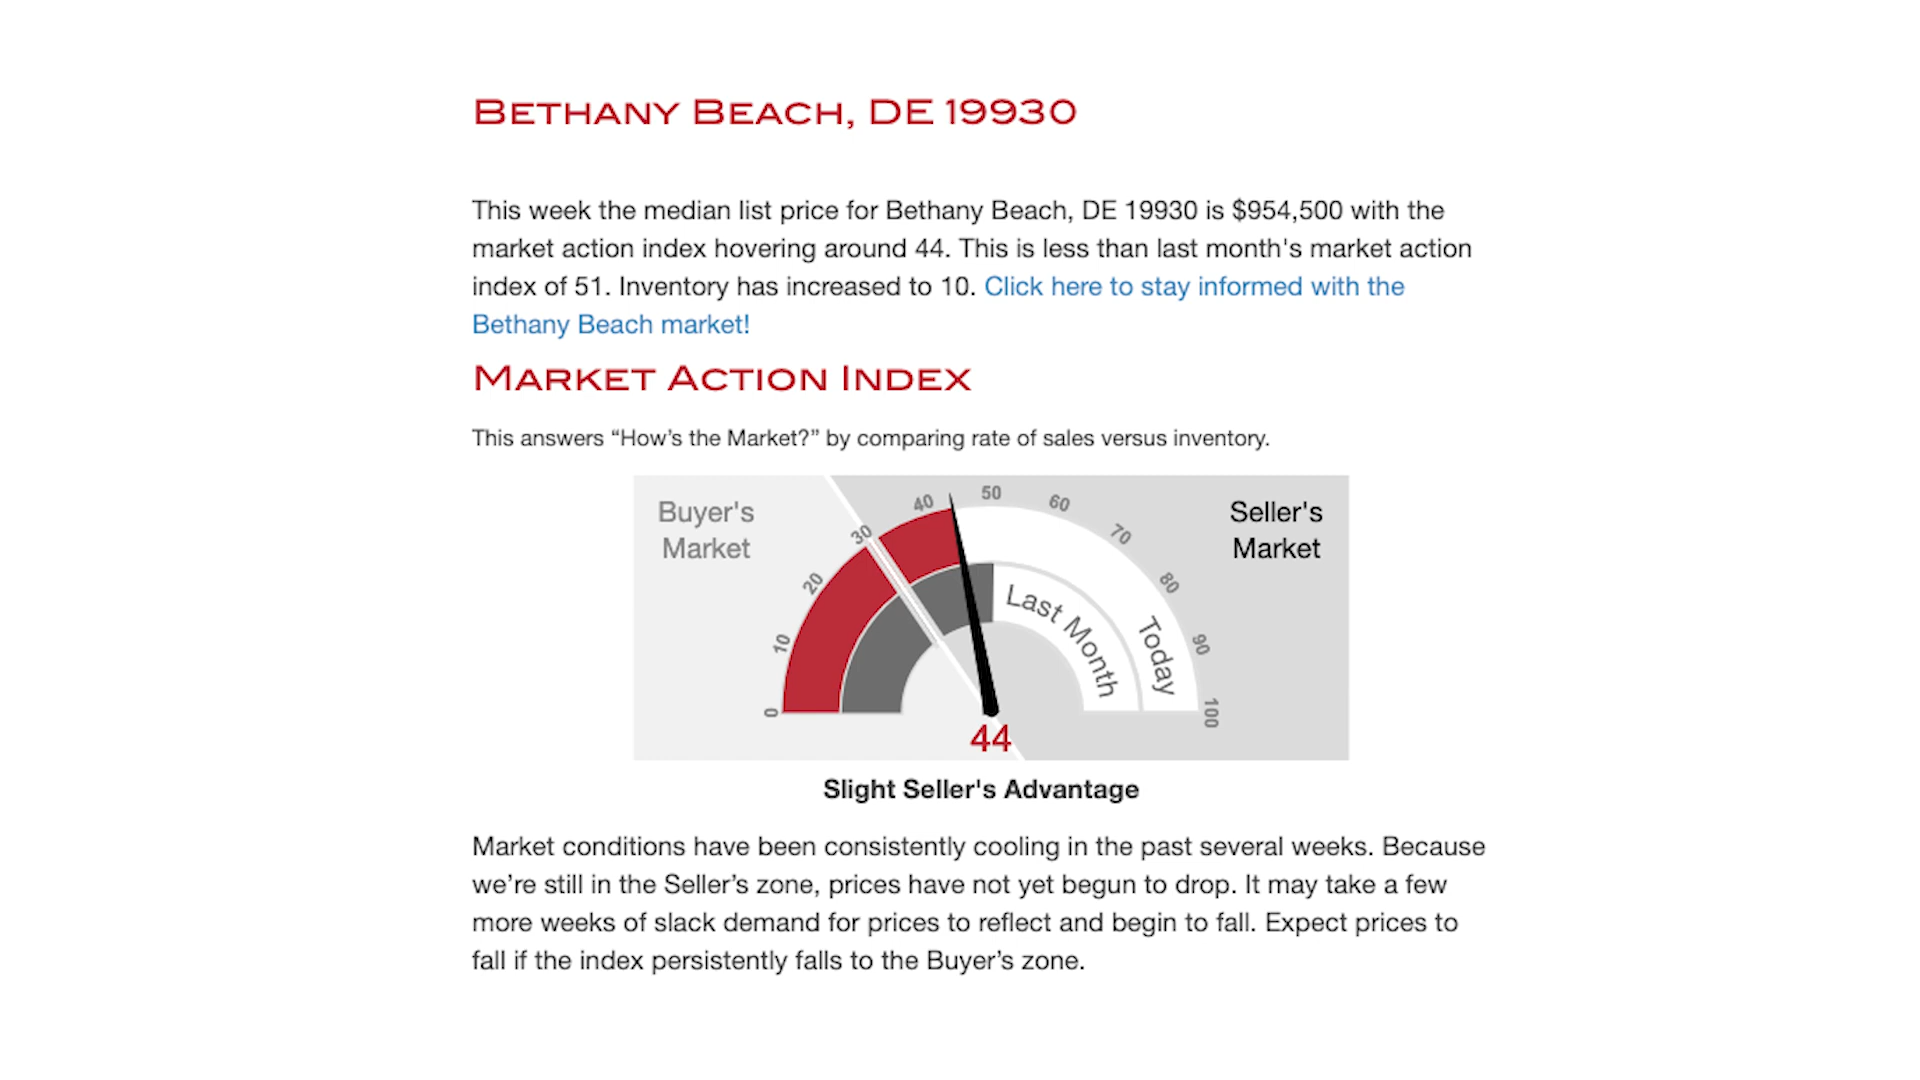 BETHANY BEACH, DE 19930
This week the median list price for Bethany Beach, DE 19930 is $954,500 with the
market action index hovering around 44. This is less than last month's market action
index of 51. Inventory has increased to 10. Click here to stay informed with the
Bethany Beach market!
MARKET ACTION INDEX
This answers “How’s the Market?” by comparing rate of sales versus inventory.
Buyer's
Market
0
10
20
30
40
50
60
70
80
90
100
Last Month
Today
Seller's
Market
44
Slight Seller's Advantage
Market conditions have been consistently cooling in the past several weeks. Because
we’re still in the Seller’s zone, prices have not yet begun to drop. It may take a few
more weeks of slack demand for prices to reflect and begin to fall. Expect prices to
fall if the index persistently falls to the Buyer’s zone.